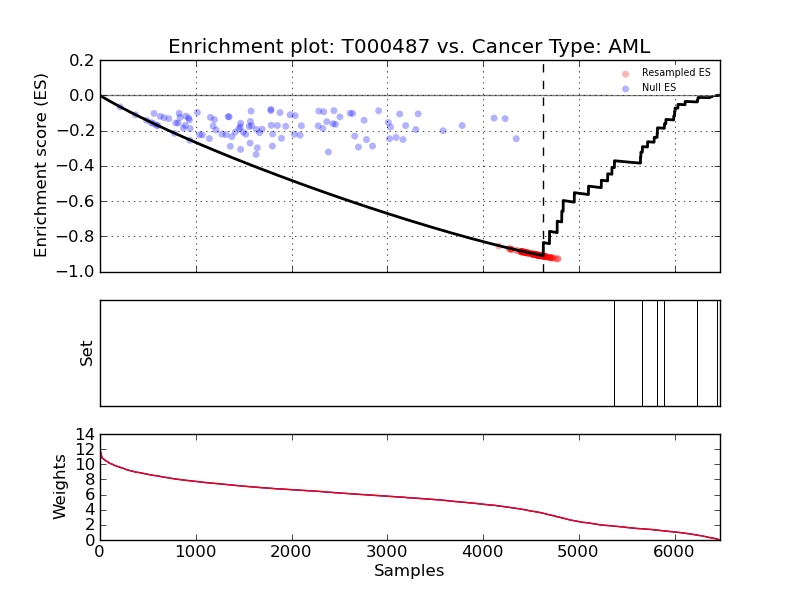 Enrichment plot: T000487 vs. Cancer Type: AML
Enrichment score (ES)
0.2
0.0
−0.2
−0.4
−0.6
−0.8
−1.0
Resampled ES
Null ES
Set
Weights
14
12
10
8
6
4
2
0
0 1000 2000 3000 4000 5000 6000
Samples